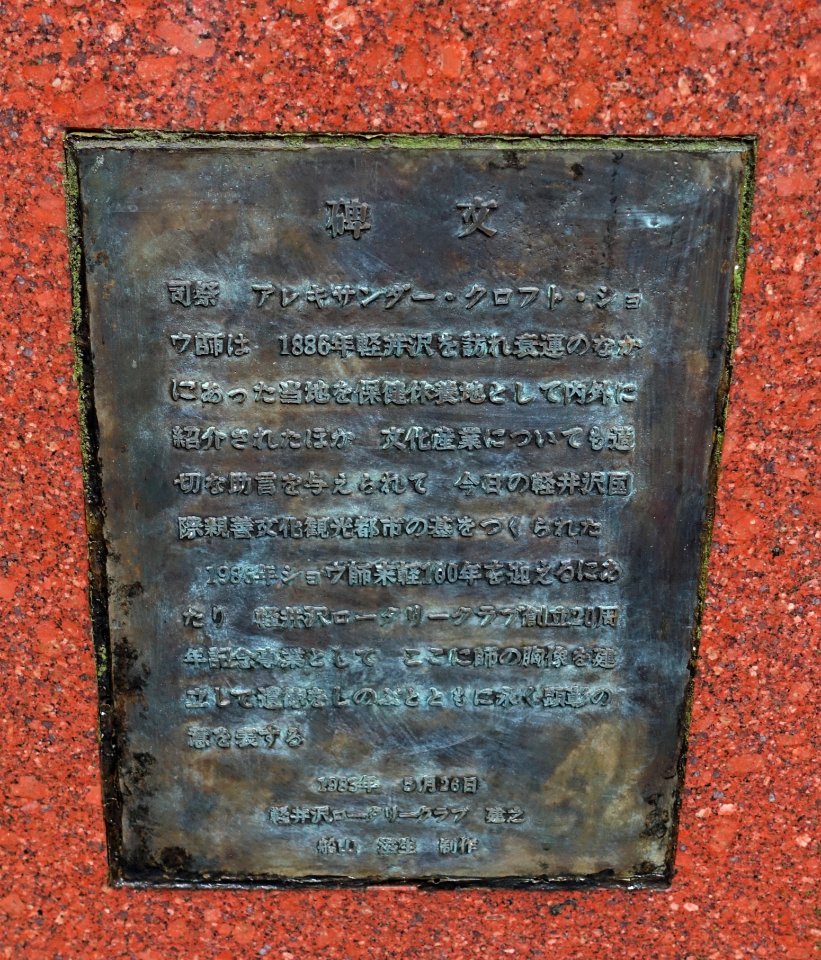 碑 文
司祭 アレキサンダー・クロフト・ショ
ウ師は 1886年軽井沢を訪れ衰運のなか
にあった当地を保健休養地として内外に
紹介されたほか 文化産業についても適
切な助言を与えられて 今日の軽井沢国
際親善文化観光都市の基をつくられた
1986年ショウ師来軽100年を迎えるにあ
たり 軽井沢ロータリークラブ創立20周
年記念事業として ここに師の胸像を建
立して遺徳をしのぶとともに永く顕彰の
意を表する
5月26日
軽井沢ロータリークラブ 建之
船山 制作